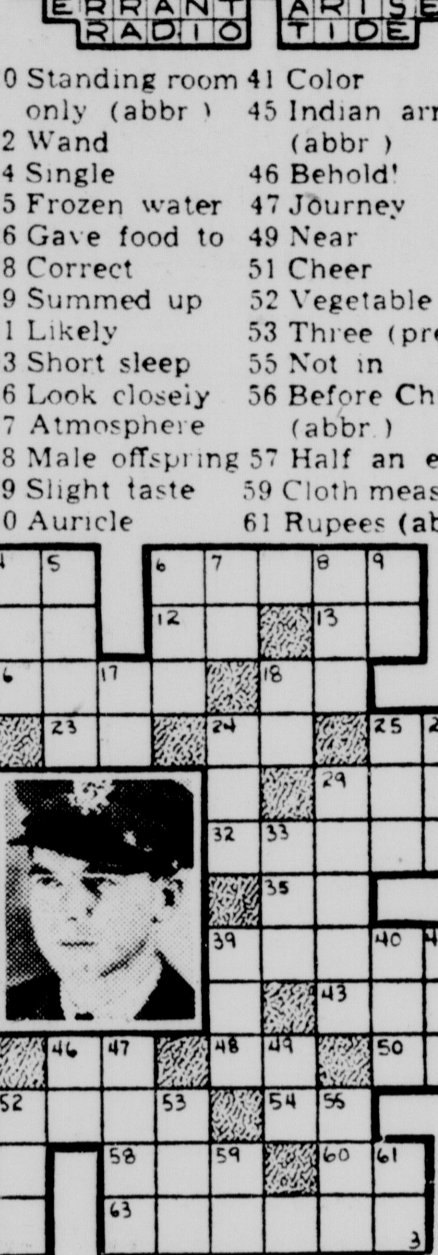 ERRANT ARISE
RADIO TIDE
0 Standing room
only (abbr )
2 Wand
4 Single
5 Frozen water
6 Gave food to
8 Correct
9 Summed up
1 Likely
3 Short sleep
6 Look closely
7 Atmosphere
8 Male offspring
9 Slight taste
0 Auricle
41 Color
45 Indian arm
(abbr )
46 Behold!
47 Journey
49 Near
51 Cheer
52 Vegetable
53 Three (pre
55 Not in
56 Before Ch
(abbr.)
57 Half an e
59 Cloth meas
61 Rupees (ab
4 5 6 7 8 9
12 13
6 17 18
23 24 25 2
29
32 33
35
39 40 4
43
46 47 48 49 50
52 53 54 55
58 59 60 61
63
3